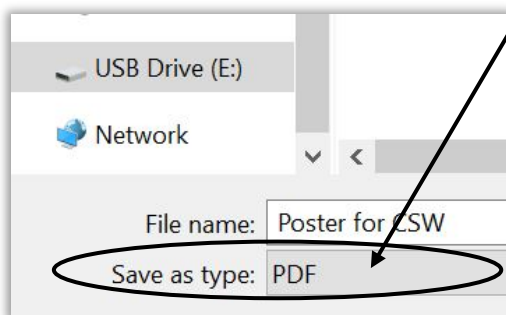 USB Drive (E:)
Network
File name: Poster for CSW
Save as type: PDF